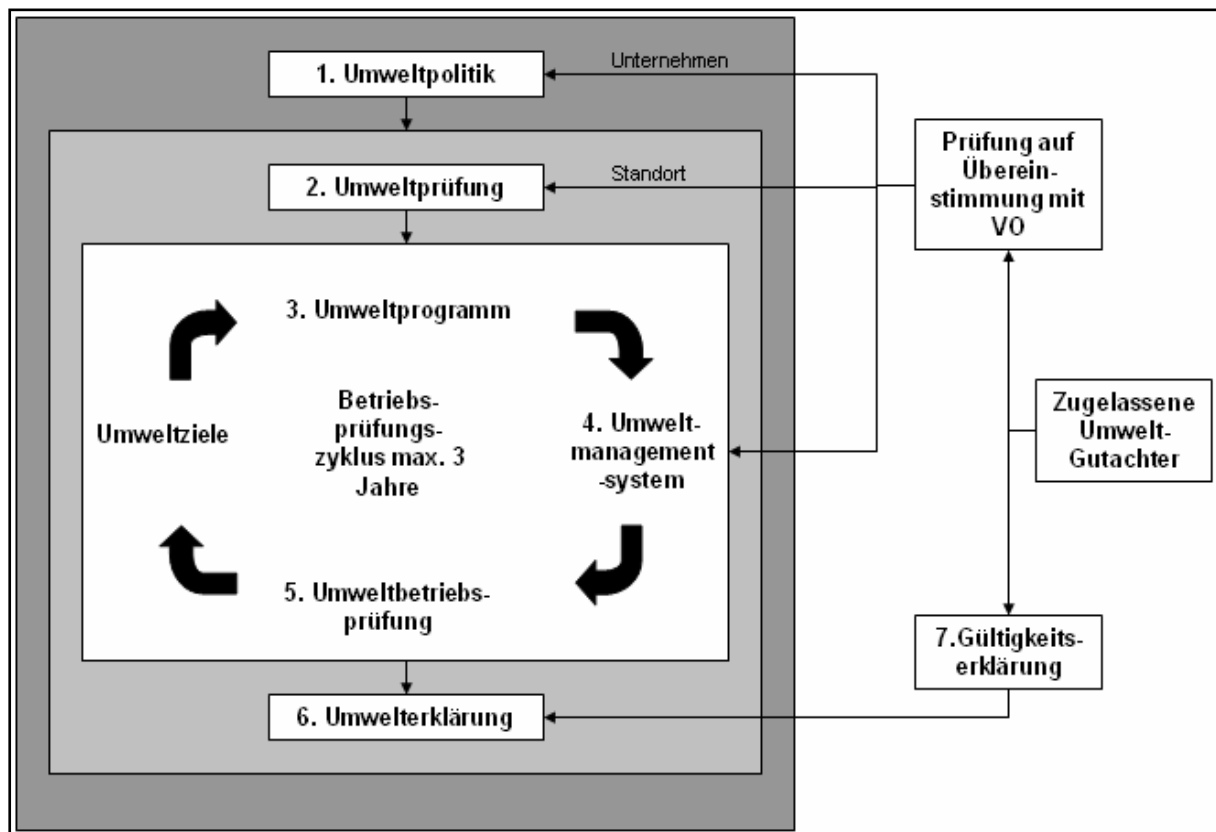 Unternehmen
1. Umweltpolitik
Prüfung auf
Überein-
stimmung mit
VO
Standort
2. Umweltprüfung
3. Umweltprogramm
Betriebs-
prüfungs-
zyklus max. 3
Jahre
Umweltziele
4. Umwelt-
management
-system
Zugelassene
Umwelt-
Gutachter
5. Umweltbetriebs-
prüfung
7.Gültigkeits-
erklärung
6. Umwelterklärung